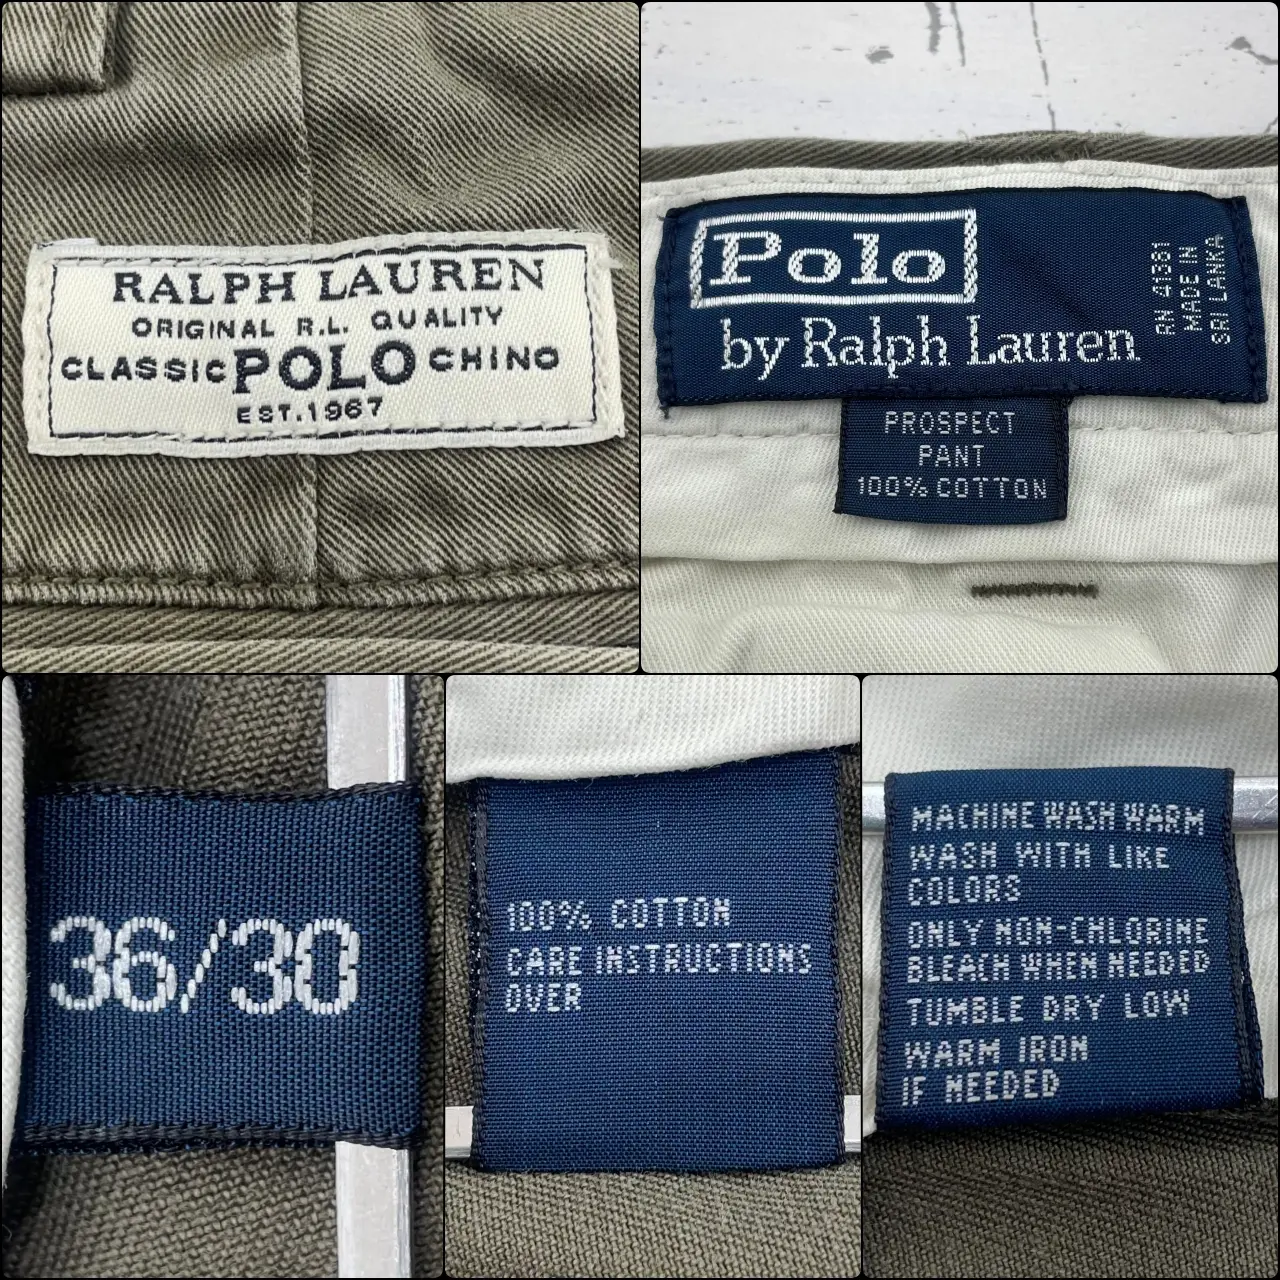 RALPH LAUREN
ORIGINAL R.L. QUALITY
CLASSIC POLO CHINO
EST. 1967
Polo
by Ralph Lauren
RN 41381
MADE IN
SRI LANKA
PROSPECT
PANT
100% COTTON
36/30
100% COTTON
CARE INSTRUCTIONS
OVER
MACHINE WASH WARM
WASH WITH LIKE
COLORS
ONLY NON-CHLORINE
BLEACH WHEN NEEDED
TUMBLE DRY LOW
WARM IRON
IF NEEDED